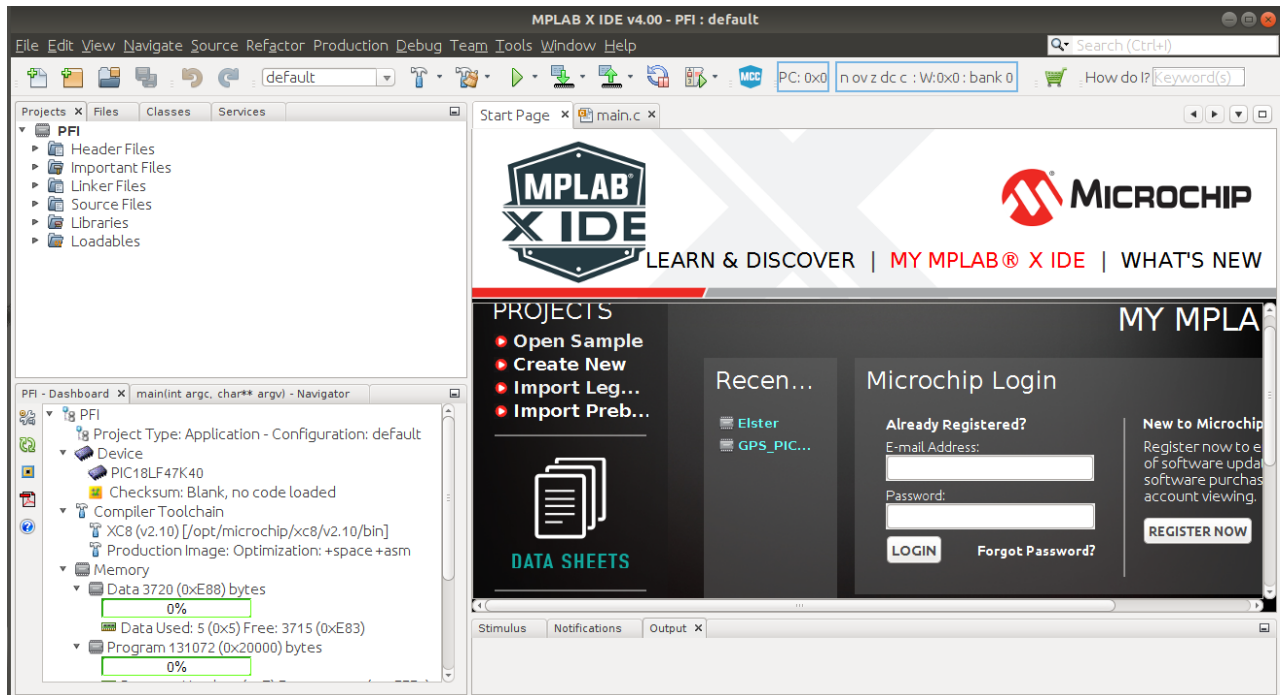 MPLAB X IDE v4.00 - PFI : default
File Edit View Navigate Source Refactor Production Debug Team Tools Window Help
Search (Ctrl+I)
default
MCC
PC: 0x0
n ov z dc c : W:0x0 : bank 0
How do I? Keyword(s)
Projects Files Classes Services
PFI
Header Files
Important Files
Linker Files
Source Files
Libraries
Loadables
PFI - Dashboard main(int argc, char** argv) - Navigator
PFI
Project Type: Application - Configuration: default
Device
PIC18LF47K40
Checksum: Blank, no code loaded
Compiler Toolchain
XC8 (v2.10) [/opt/microchip/xc8/v2.10/bin]
Production Image: Optimization: +space +asm
Memory
Data 3720 (0xE88) bytes
0%
Data Used: 5 (0x5) Free: 3715 (0xE83)
Program 131072 (0x20000) bytes
0%
Start Page main.c
MPLAB®
X IDE
MICROCHIP
LEARN & DISCOVER | MY MPLAB® X IDE | WHAT'S NEW
PROJECTS
Open Sample
Create New
Import Leg...
Import Preb...
DATA SHEETS
MY MPLA
Recen...
Elster
GPS_PIC...
Microchip Login
Already Registered?
E-mail Address:
Password:
LOGIN Forgot Password?
New to Microchip
Register now to e
of software updat
software purchas
account viewing.
REGISTER NOW
Stimulus Notifications Output